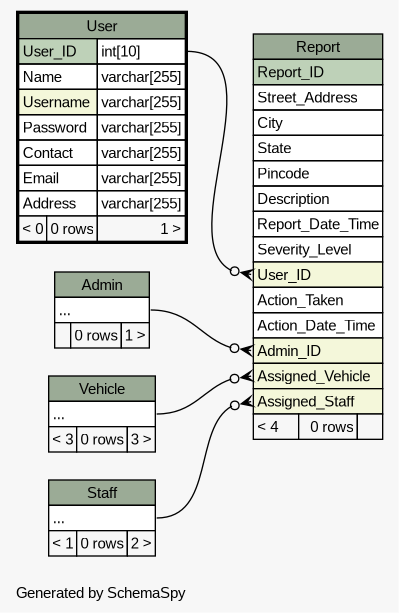 User
User_ID int[10]
Name varchar[255]
Username varchar[255]
Password varchar[255]
Contact varchar[255]
Email varchar[255]
Address varchar[255]
< 0 0 rows 1 >
Admin
...
0 rows 1 >
Vehicle
...
< 3 0 rows 3 >
Staff
...
< 1 0 rows 2 >
Report
Report_ID
Street_Address
City
State
Pincode
Description
Report_Date_Time
Severity_Level
User_ID
Action_Taken
Action_Date_Time
Admin_ID
Assigned_Vehicle
Assigned_Staff
< 4 0 rows
Generated by SchemaSpy